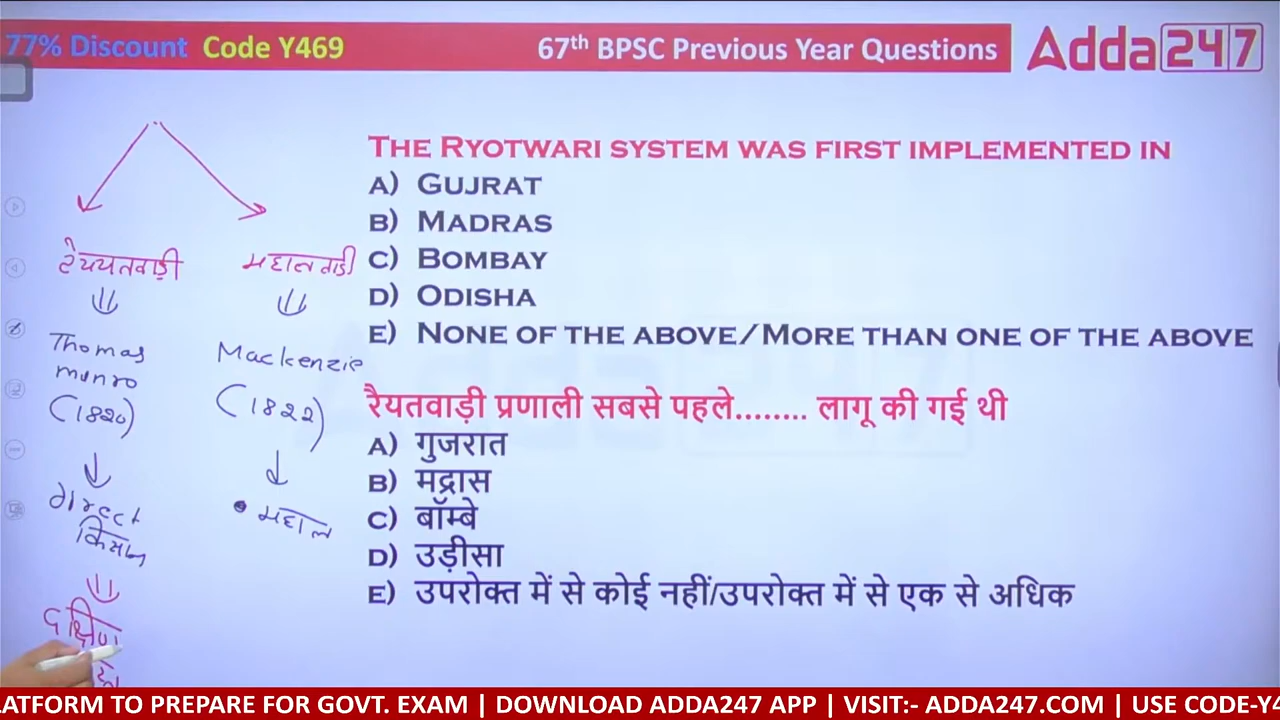 77% Discount Code Y469
67th BPSC Previous Year Questions
Adda247
THE RYOTWARI SYSTEM WAS FIRST IMPLEMENTED IN
A) GUJRAT
B) MADRAS
C) BOMBAY
D) ODISHA
E) NONE OF THE ABOVE/MORE THAN ONE OF THE ABOVE
रैयतवाड़ी प्रणाली सबसे पहले........ लागू की गई थी
A) गुजरात
B) मद्रास
C) बॉम्बे
D) उड़ीसा
E) उपरोक्त में से कोई नहीं/उपरोक्त में से एक से अधिक
रैययतवाड़ी
Thomas
munro
(1820)
direct
किसान
दक्षिण
महालवाड़ी
Mackenzie
(1822)
महाल
LATFORM TO PREPARE FOR GOVT. EXAM | DOWNLOAD ADDA247 APP | VISIT:- ADDA247.COM | USE CODE-Y4